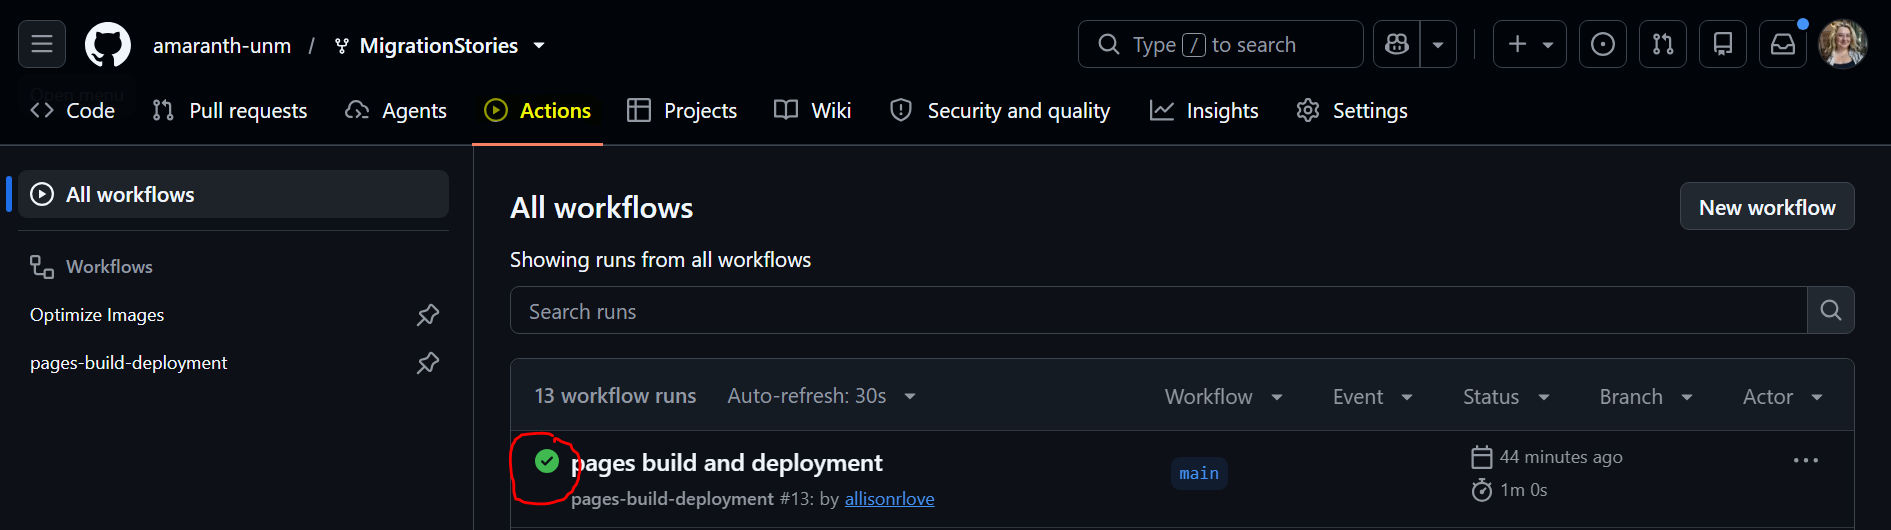 amaranth-unm / MigrationStories
Type / to search
Code Pull requests Agents Actions Projects Wiki Security and quality Insights Settings
All workflows
Workflows
Optimize Images
pages-build-deployment
All workflows
New workflow
Showing runs from all workflows
Search runs
13 workflow runs Auto-refresh: 30s Workflow Event Status Branch Actor
pages build and deployment
pages-build-deployment #13: by allisonrlove
main
44 minutes ago
1m 0s